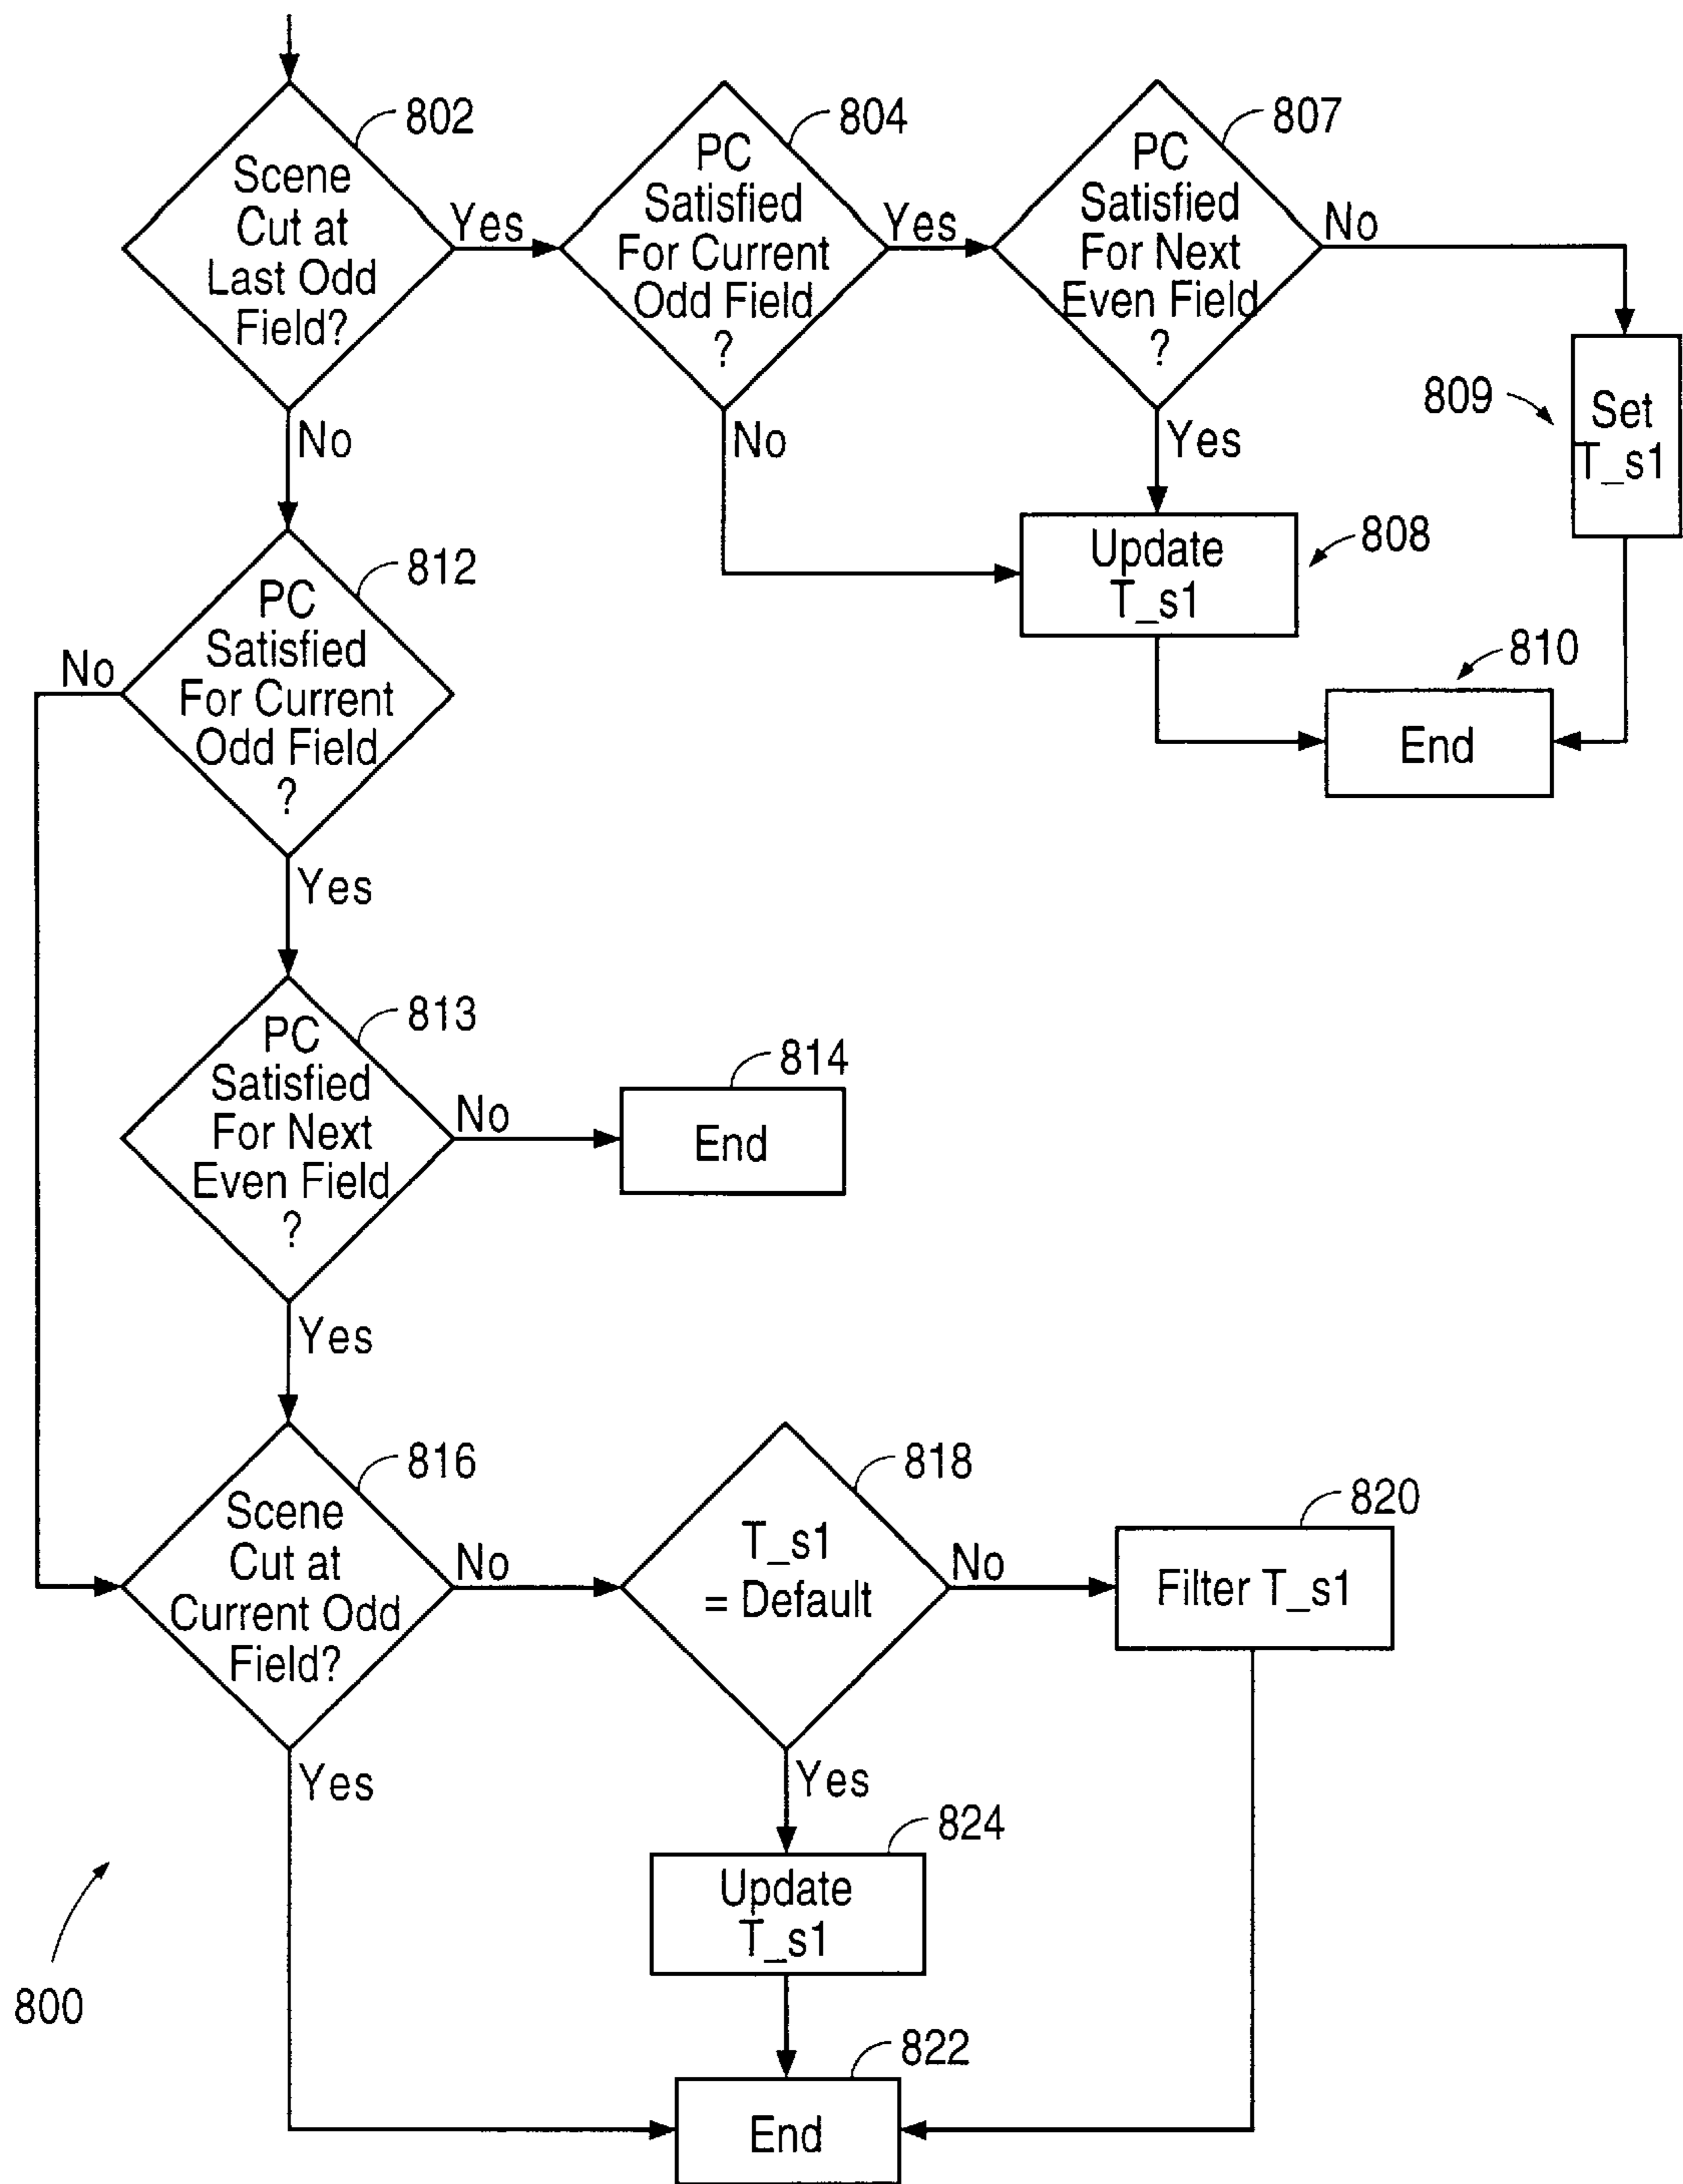 802
Scene
Cut at
Last Odd
Field?
Yes
No
804
PC
Satisfied
For Current
Odd Field
?
Yes
No
807
PC
Satisfied
For Next
Even Field
?
No
Yes
809
Set
T_s1
Update
T_s1
808
810
End
812
PC
Satisfied
For Current
Odd Field
?
No
Yes
813
PC
Satisfied
For Next
Even Field
?
No
Yes
814
End
816
Scene
Cut at
Current Odd
Field?
No
Yes
818
T_s1
= Default
No
Yes
820
Filter T_s1
824
Update
T_s1
822
End
800